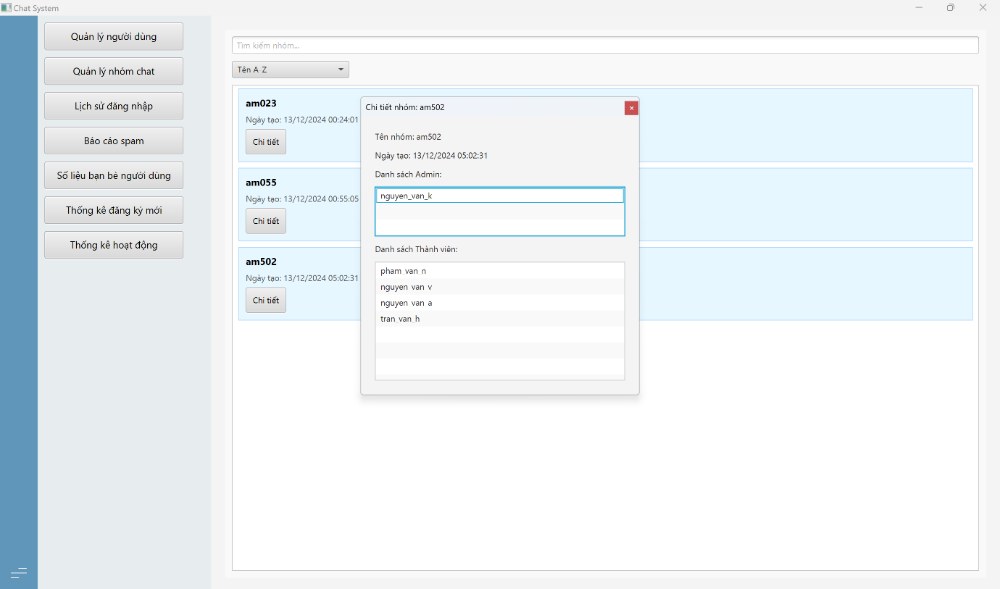 Chat System
Quản lý người dùng
Quản lý nhóm chat
Lịch sử đăng nhập
Báo cáo spam
Số liệu bạn bè người dùng
Thống kê đăng ký mới
Thống kê hoạt động
Tìm kiếm nhóm...
Tên A Z
am023
Ngày tạo: 13/12/2024 00:24:01
Chi tiết
am055
Ngày tạo: 13/12/2024 00:55:05
Chi tiết
am502
Ngày tạo: 13/12/2024 05:02:31
Chi tiết
Chi tiết nhóm: am502
Tên nhóm: am502
Ngày tạo: 13/12/2024 05:02:31
Danh sách Admin:
nguyen_van_k
Danh sách Thành viên:
pham_van_n
nguyen_van_v
nguyen_van_a
tran_van_h